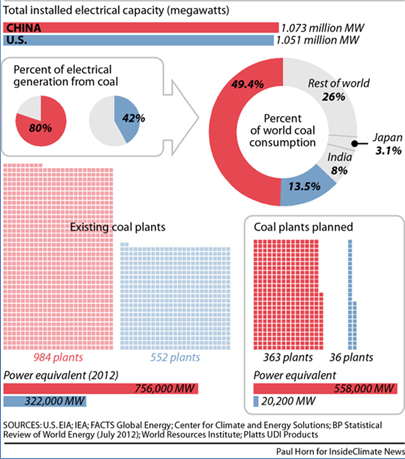 Total installed electrical capacity (megawatts)
CHINA 1.073 million MW
U.S. 1.051 million MW
Percent of electrical
generation from coal
80%
42%
49.4%
Rest of world
26%
Percent
of world coal
consumption
Japan
3.1%
India
8%
13.5%
Existing coal plants
984 plants
552 plants
Coal plants planned
363 plants
36 plants
Power equivalent (2012)
756,000 MW
322,000 MW
Power equivalent
558,000 MW
20,200 MW
SOURCES: U.S. EIA; IEA; FACTS Global Energy; Center for Climate and Energy Solutions; BP Statistical
Review of World Energy (July 2012); World Resources Institute; Platts UDI Products
Paul Horn for InsideClimate News